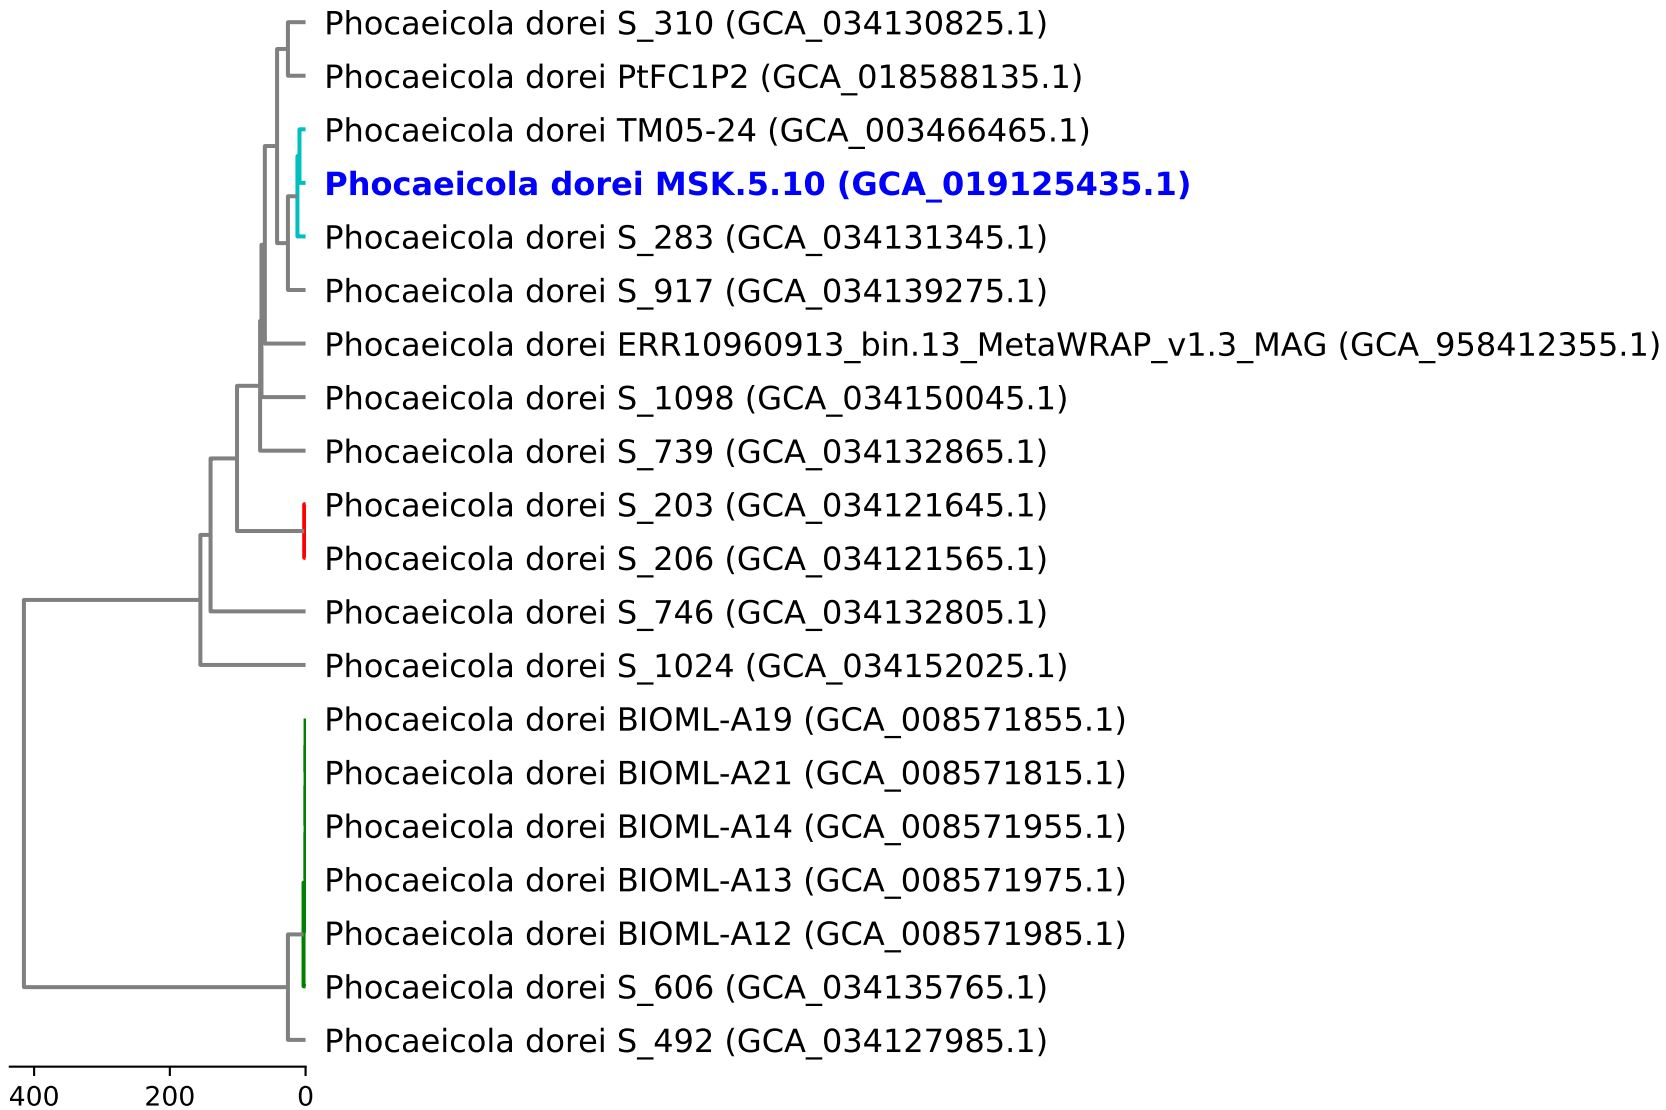 Phocaeicola dorei S_310 (GCA_034130825.1)
Phocaeicola dorei PtFC1P2 (GCA_018588135.1)
Phocaeicola dorei TM05-24 (GCA_003466465.1)
Phocaeicola dorei MSK.5.10 (GCA_019125435.1)
Phocaeicola dorei S_283 (GCA_034131345.1)
Phocaeicola dorei S_917 (GCA_034139275.1)
Phocaeicola dorei ERR10960913_bin.13_MetaWRAP_v1.3_MAG (GCA_958412355.1)
Phocaeicola dorei S_1098 (GCA_034150045.1)
Phocaeicola dorei S_739 (GCA_034132865.1)
Phocaeicola dorei S_203 (GCA_034121645.1)
Phocaeicola dorei S_206 (GCA_034121565.1)
Phocaeicola dorei S_746 (GCA_034132805.1)
Phocaeicola dorei S_1024 (GCA_034152025.1)
Phocaeicola dorei BIOML-A19 (GCA_008571855.1)
Phocaeicola dorei BIOML-A21 (GCA_008571815.1)
Phocaeicola dorei BIOML-A14 (GCA_008571955.1)
Phocaeicola dorei BIOML-A13 (GCA_008571975.1)
Phocaeicola dorei BIOML-A12 (GCA_008571985.1)
Phocaeicola dorei S_606 (GCA_034135765.1)
Phocaeicola dorei S_492 (GCA_034127985.1)
400 200 0